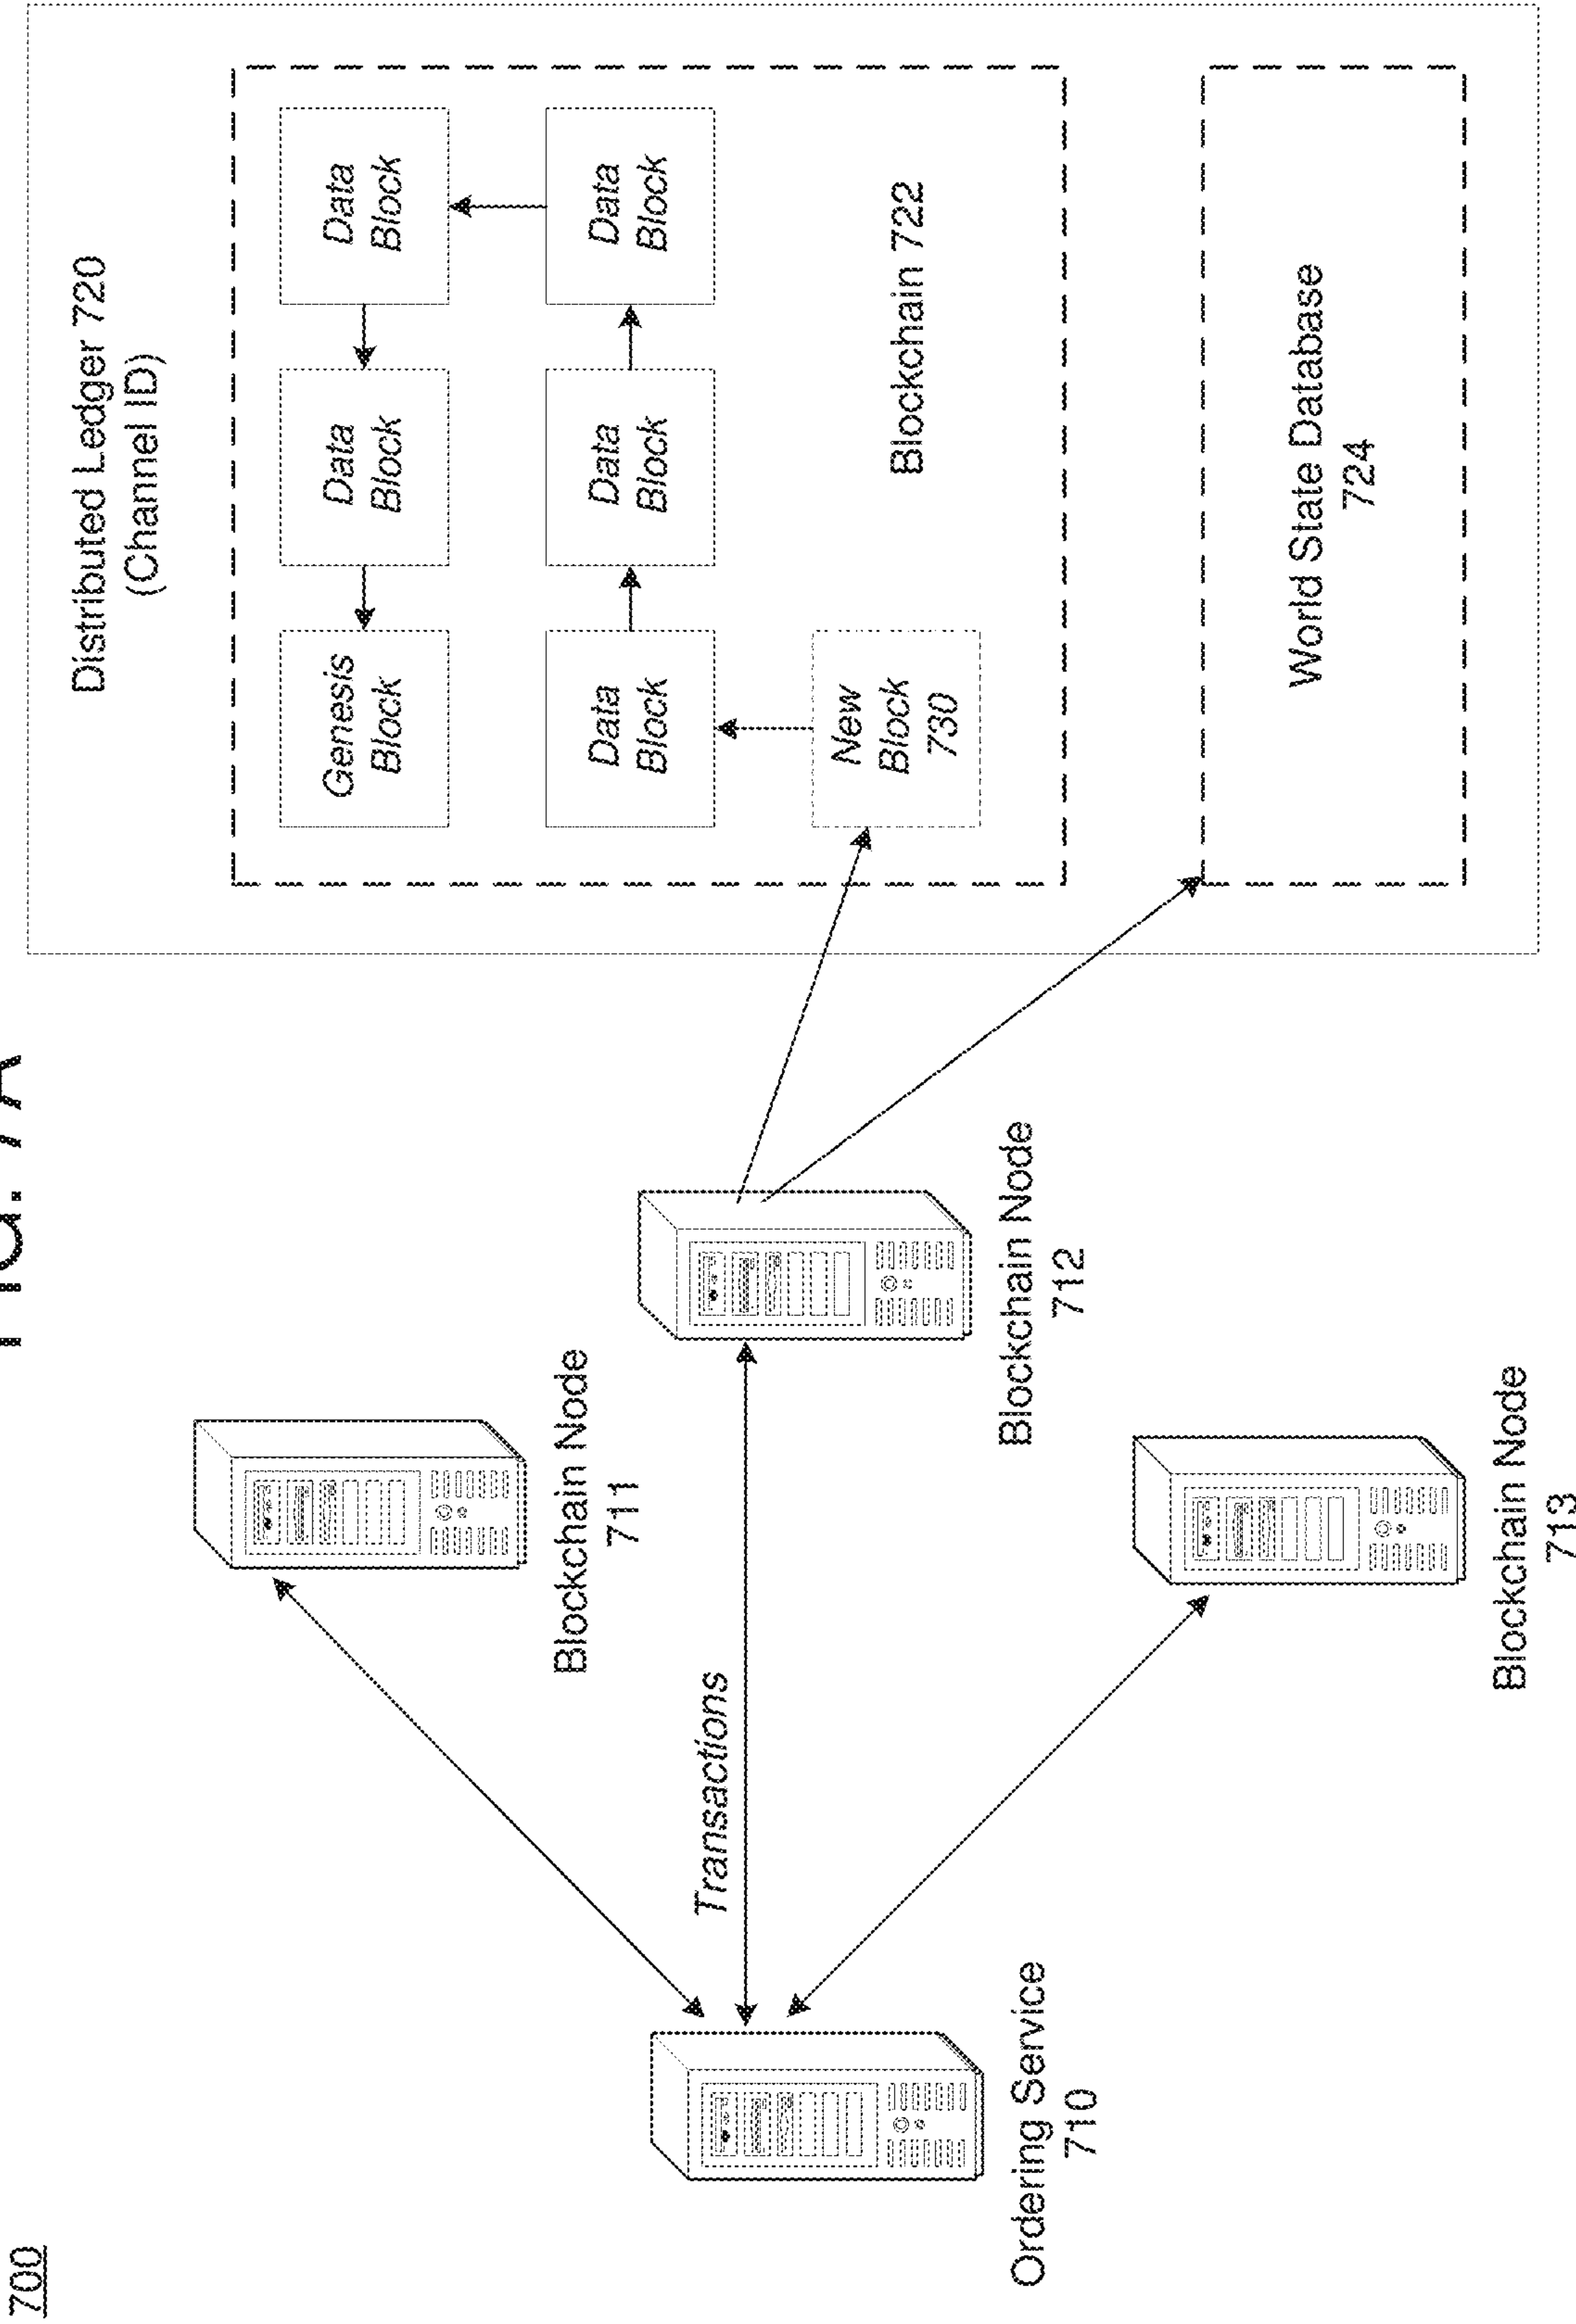 700
FIG. 7A
Distributed Ledger 720
(Channel ID)
Genesis
Block
Data
Block
Data
Block
Data
Block
Data
Block
Data
Block
New
Block
730
Blockchain 722
World State Database
724
Blockchain Node
711
Transactions
Blockchain Node
712
Ordering Service
710
Blockchain Node
713